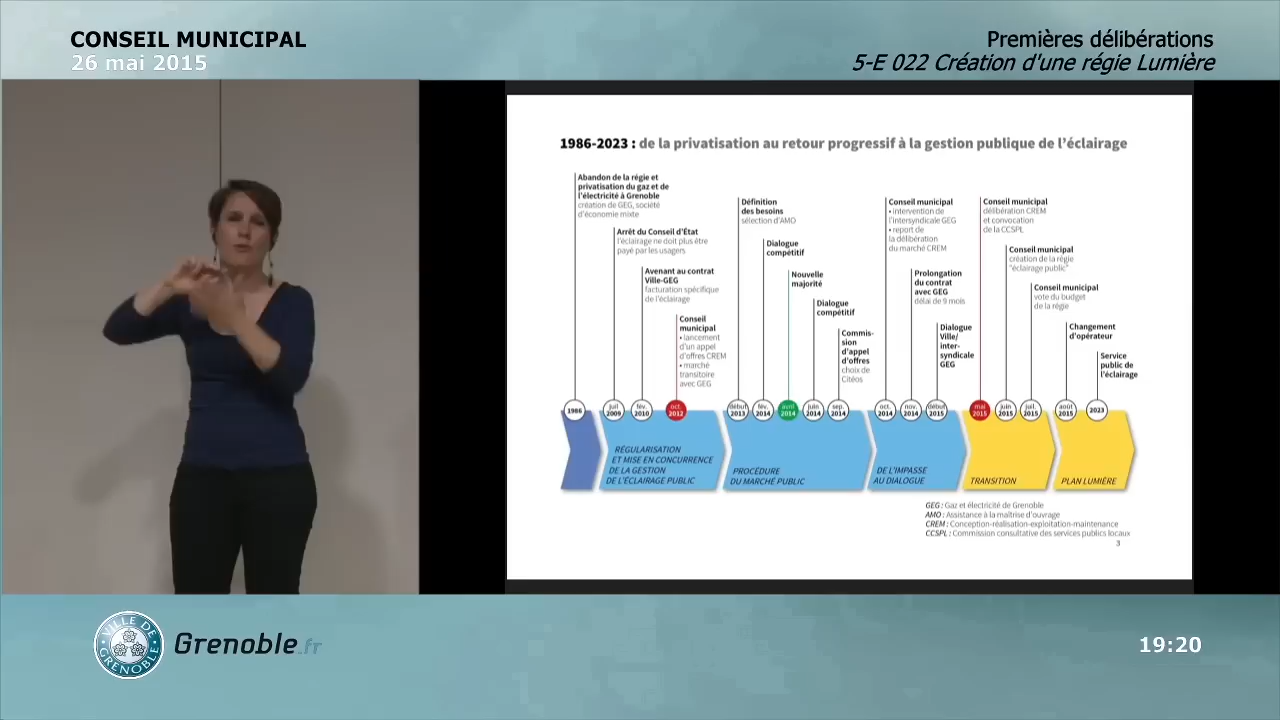 CONSEIL MUNICIPAL
26 mai 2015
Premières délibérations
5-E 022 Création d'une régie Lumière
1986-2023 : de la privatisation au retour progressif à la gestion publique de l'éclairage
Abandon de la régie et
privatisation du gaz et de
l'électricité à Grenoble
création de GEG, société
d'économie mixte
Arrêt du Conseil d'État
l'éclairage ne doit plus être
payé par les usagers
Avenant au contrat
Ville-GEG
facturation spécifique
de l'éclairage
Conseil
municipal
• lancement
d'un appel
d'offres CREM
• marché
transitoire
avec GEG
Définition
des besoins
sélection d'AMO
Dialogue
compétitif
Nouvelle
majorité
Dialogue
compétitif
Commis-
sion
d'appel
d'offres
choix de
Citéos
Conseil municipal
• intervention de
l'intersyndicale GEG
• report de
la délibération
du marché CREM
Prolongation
du contrat
avec GEG
délai de 9 mois
Dialogue
Ville/
inter-
syndicale
GEG
Conseil municipal
délibération CREM
et convocation
de la CCSPL
Conseil municipal
création de la régie
"éclairage public"
Conseil municipal
vote du budget
de la régie
Changement
d'opérateur
Service
public de
l'éclairage
1986
juil
2009
fév.
2010
oct.
2012
début
2013
fév.
2014
avril
2014
juin
2014
sep.
2014
oct.
2014
nov.
2014
début
2015
mai
2015
juin
2015
juil.
2015
août
2015
2023
RÉGULARISATION
ET MISE EN CONCURRENCE
DE LA GESTION
DE L'ÉCLAIRAGE PUBLIC
PROCÉDURE
DU MARCHÉ PUBLIC
DE L'IMPASSE
AU DIALOGUE
TRANSITION
PLAN LUMIÈRE
GEG : Gaz et électricité de Grenoble
AMO : Assistance à la maîtrise d'ouvrage
CREM : Conception-réalisation-exploitation-maintenance
CCSPL : Commission consultative des services publics locaux
3
VILLE DE
GRENOBLE
Grenoble.fr
19:20